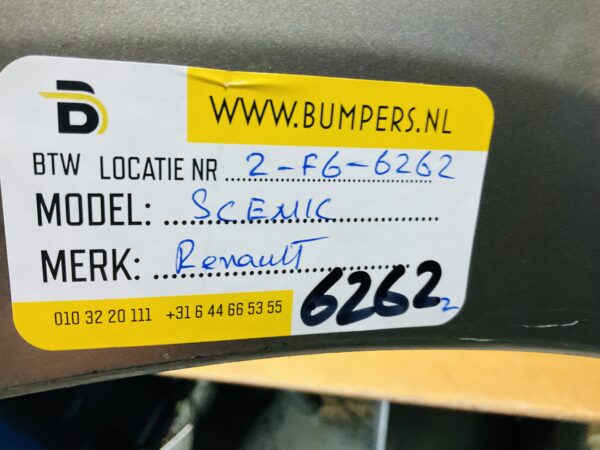 B
WWW.BUMPERS.NL
BTW LOCATIE NR 2-F6-6262
MODEL: SCENIC
MERK: Renault
010 32 20 111 +31 6 44 66 53 55
6262 2